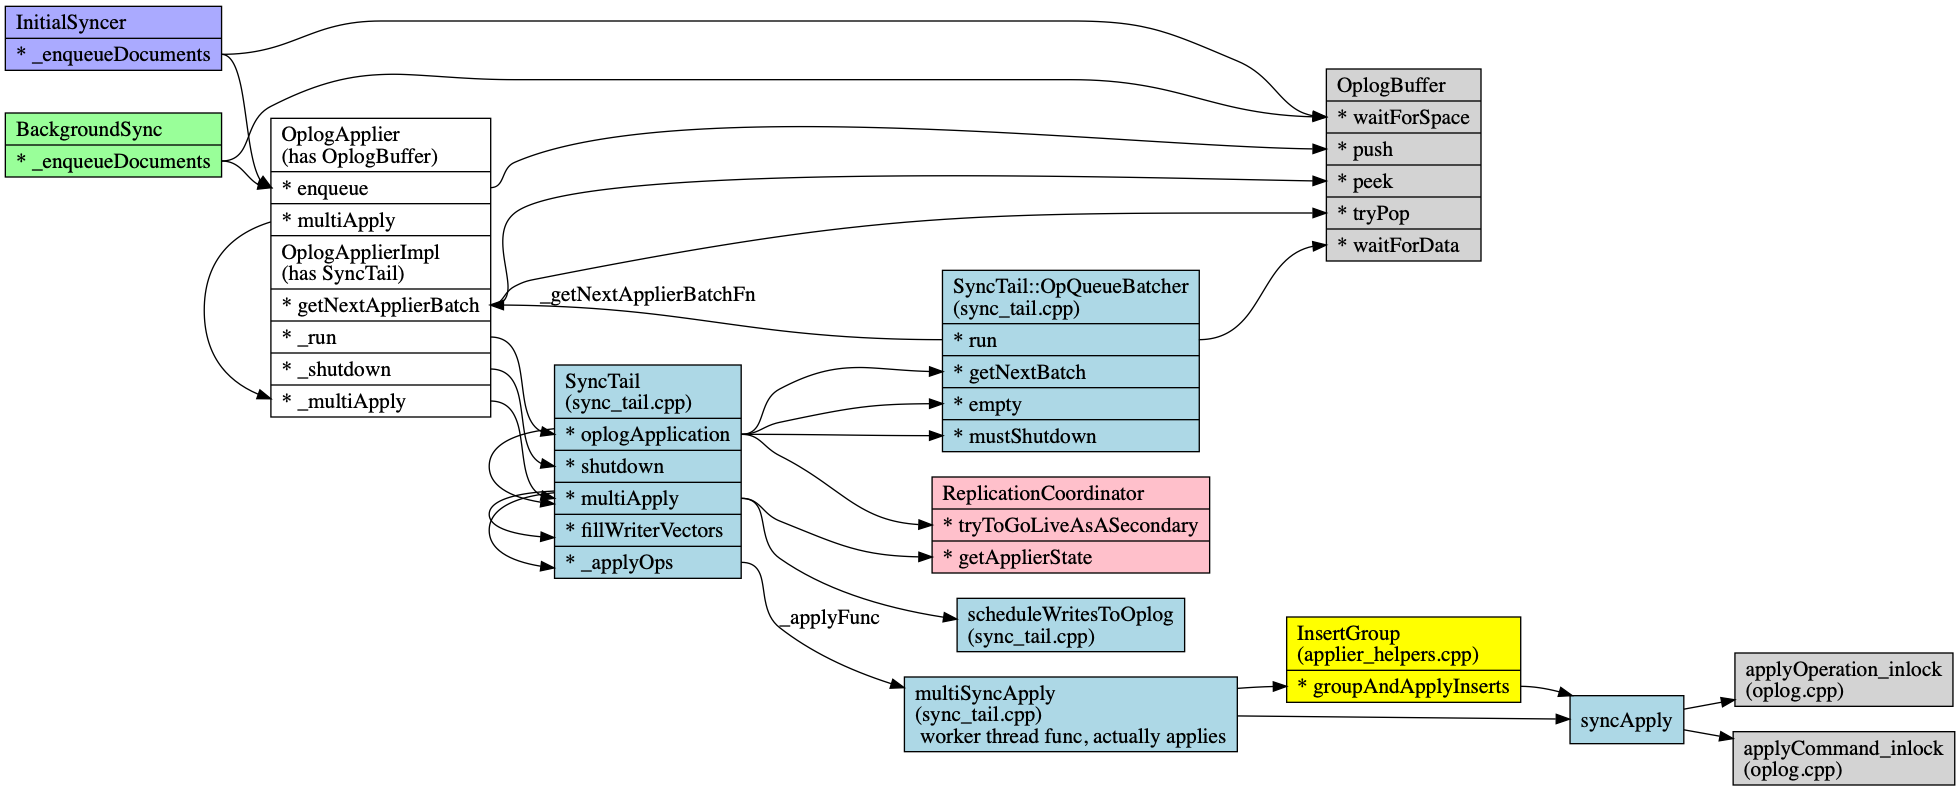 InitialSyncer
* _enqueueDocuments
BackgroundSync
* _enqueueDocuments
OplogApplier
(has OplogBuffer)
* enqueue
* multiApply
OplogApplierImpl
(has SyncTail)
* getNextApplierBatch
* _run
* _shutdown
* _multiApply
_getNextApplierBatchFn
SyncTail
(sync_tail.cpp)
* oplogApplication
* shutdown
* multiApply
* fillWriterVectors
* _applyOps
_applyFunc
OplogBuffer
* waitForSpace
* push
* peek
* tryPop
* waitForData
SyncTail::OpQueueBatcher
(sync_tail.cpp)
* run
* getNextBatch
* empty
* mustShutdown
ReplicationCoordinator
* tryToGoLiveAsASecondary
* getApplierState
scheduleWritesToOplog
(sync_tail.cpp)
multiSyncApply
(sync_tail.cpp)
worker thread func, actually applies
InsertGroup
(applier_helpers.cpp)
* groupAndApplyInserts
syncApply
applyOperation_inlock
(oplog.cpp)
applyCommand_inlock
(oplog.cpp)